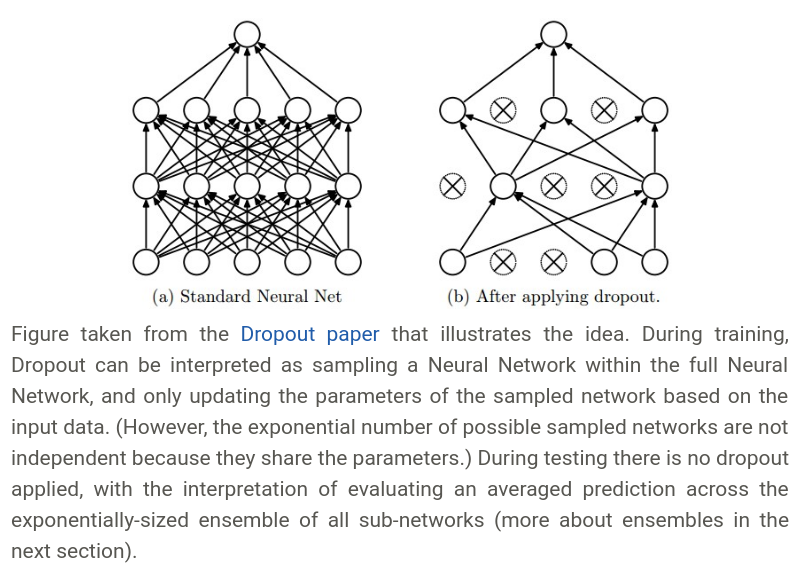 (a) Standard Neural Net
(b) After applying dropout.
Figure taken from the Dropout paper that illustrates the idea. During training,
Dropout can be interpreted as sampling a Neural Network within the full Neural
Network, and only updating the parameters of the sampled network based on the
input data. (However, the exponential number of possible sampled networks are not
independent because they share the parameters.) During testing there is no dropout
applied, with the interpretation of evaluating an averaged prediction across the
exponentially-sized ensemble of all sub-networks (more about ensembles in the
next section).